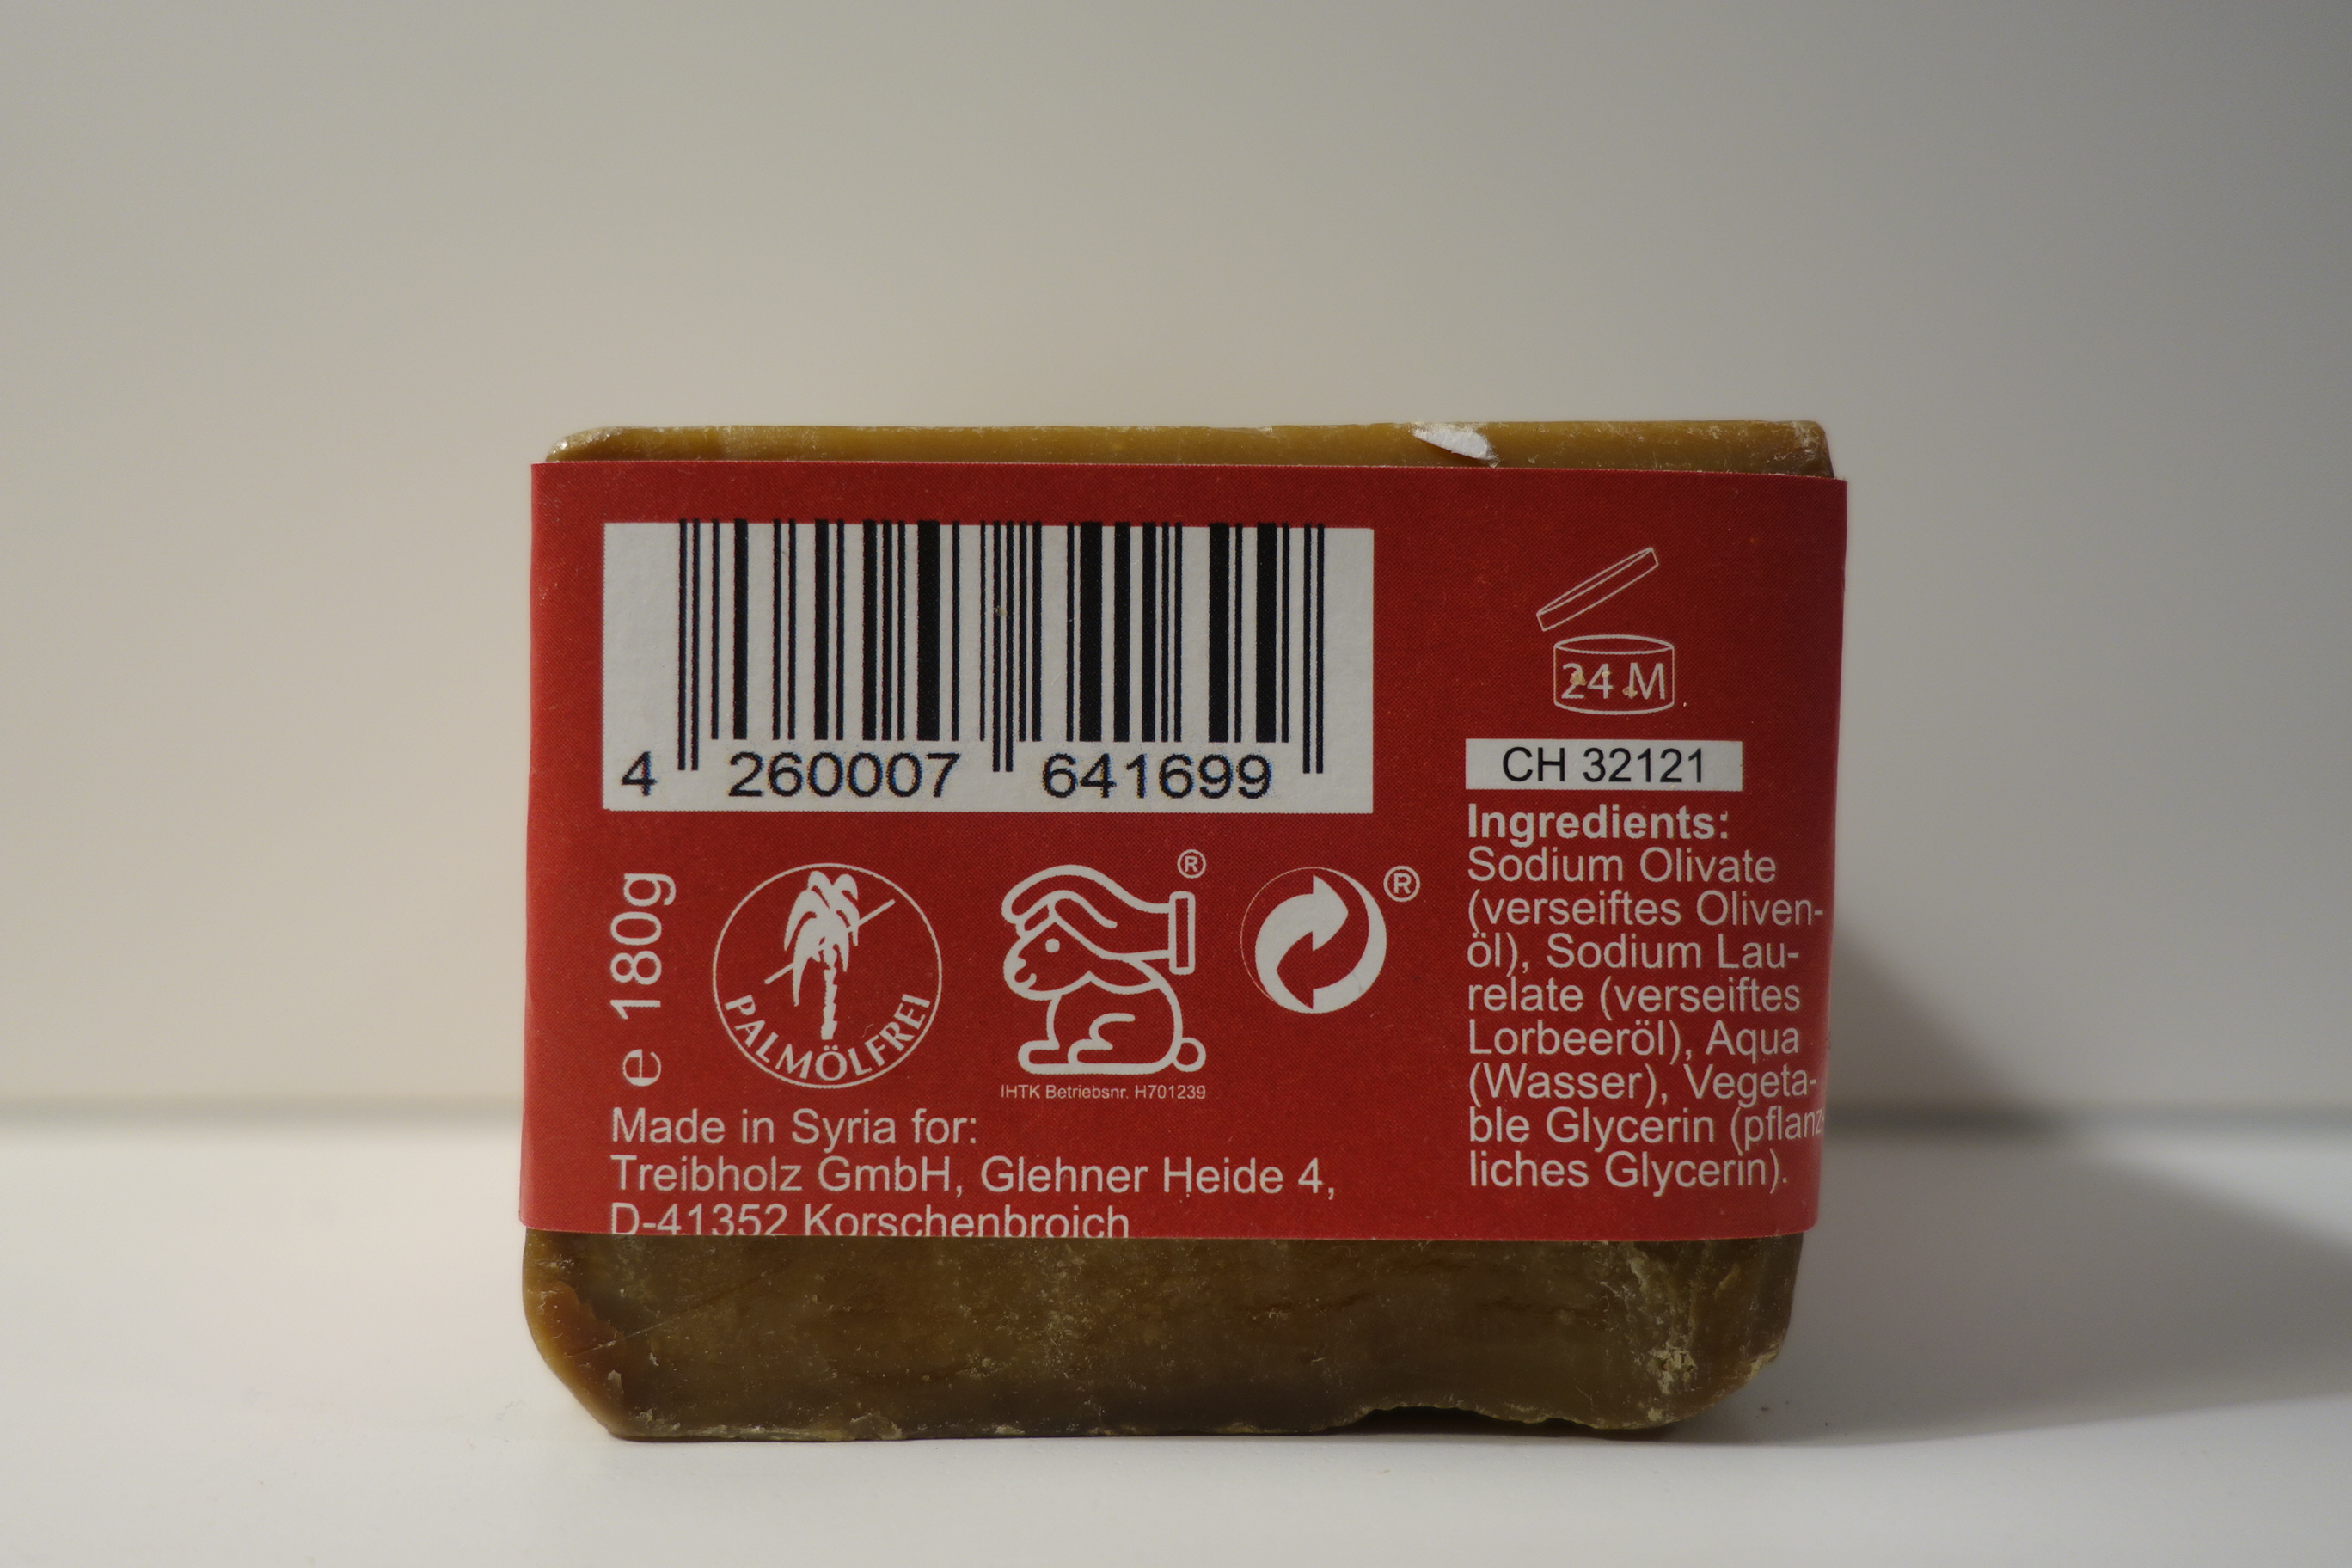 4 260007 641699
e 180g
PALMÖLFREI
®
IHTK Betriebsnr. H701239
®
Made in Syria for:
Treibholz GmbH, Glehner Heide 4,
D-41352 Korschenbroich
24 M
CH 32121
Ingredients:
Sodium Olivate
(verseiftes Oliven-
öl), Sodium Lau-
relate (verseiftes
Lorbeeröl), Aqua
(Wasser), Vegeta-
ble Glycerin (pflanz-
liches Glycerin).